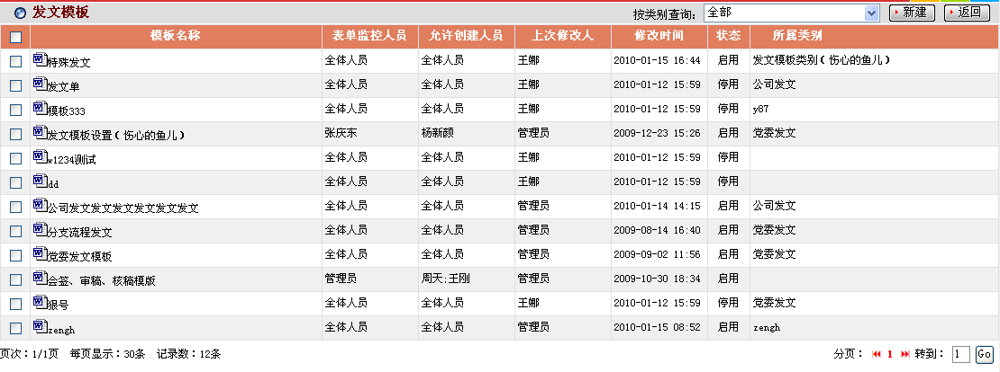 发文模板 按类别查询: 全部 新建 返回
模板名称 表单监控人员 允许创建人员 上次修改人 修改时间 状态 所属类别
特殊发文 全体人员 全体人员 王娜 2010-01-15 16:44 启用 发文模板类别(伤心的鱼儿)
发文单 全体人员 全体人员 王娜 2010-01-12 15:59 停用 公司发文
模板333 全体人员 全体人员 王娜 2010-01-12 15:59 停用 y87
发文模板设置(伤心的鱼儿) 张庆东 杨新颜 管理员 2009-12-23 15:26 启用 党委发文
w1234测试 全体人员 全体人员 王娜 2010-01-12 15:59 停用
dd 全体人员 全体人员 王娜 2010-01-12 15:59 停用
公司发文发文发文发文发文发文 全体人员 全体人员 管理员 2010-01-14 14:15 启用 公司发文
分支流程发文 全体人员 全体人员 管理员 2009-08-14 16:40 启用 党委发文
党委发文模板 全体人员 全体人员 管理员 2009-09-02 11:56 启用 党委发文
会签、审稿、核稿模版 管理员 周天;王刚 管理员 2009-10-30 18:34 启用
狠号 全体人员 全体人员 王娜 2010-01-12 15:59 停用 党委发文
zengh 全体人员 全体人员 管理员 2010-01-15 08:52 启用 zengh
页次:1/1页 每页显示:30条 记录数:12条 分页: 1 转到: 1 Go